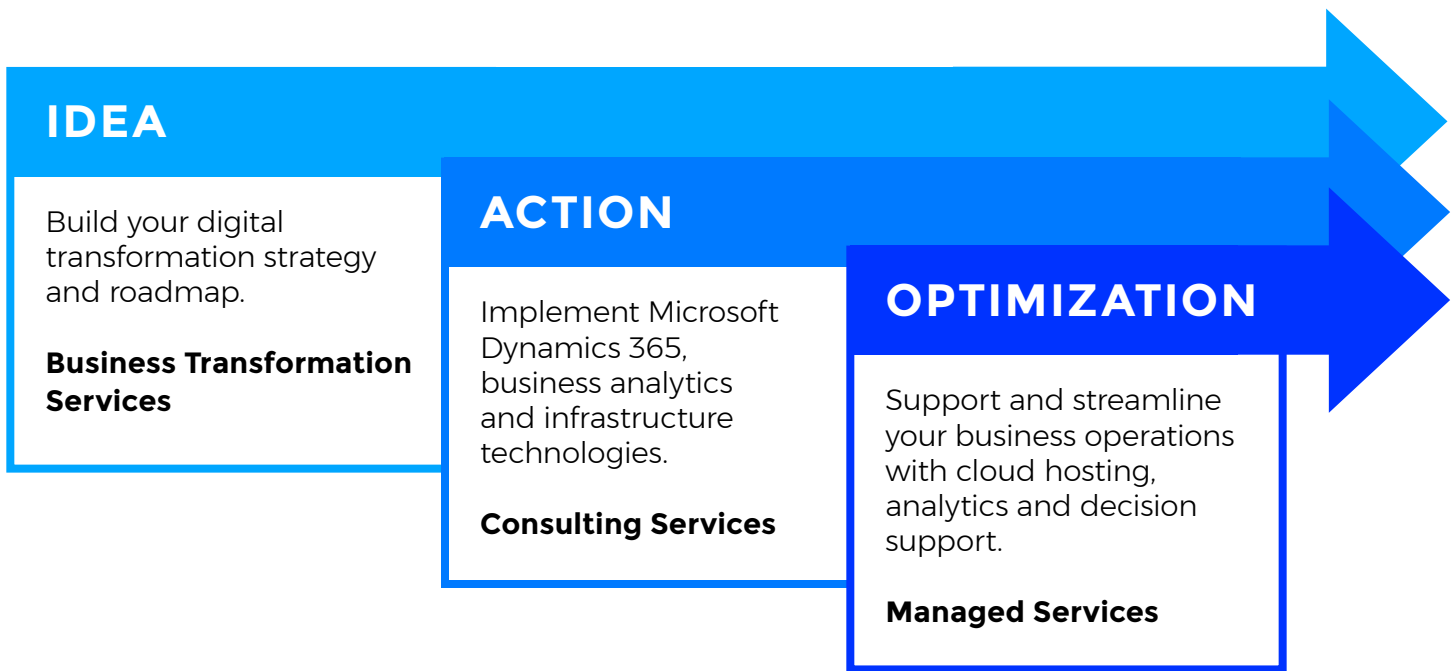 IDEA
Build your digital
transformation strategy
and roadmap.
Business Transformation
Services
ACTION
Implement Microsoft
Dynamics 365,
business analytics
and infrastructure
technologies.
Consulting Services
OPTIMIZATION
Support and streamline
your business operations
with cloud hosting,
analytics and decision
support.
Managed Services